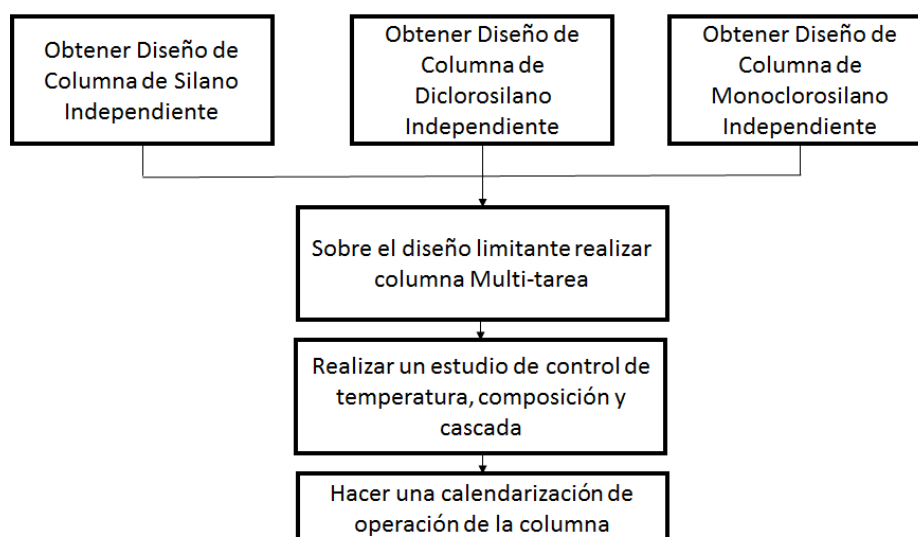 Obtener Diseño de
Columna de Silano
Independiente
Obtener Diseño de
Columna de
Diclorosilano
Independiente
Obtener Diseño de
Columna de
Monoclorosilano
Independiente
Sobre el diseño limitante realizar
columna Multi-tarea
Realizar un estudio de control de
temperatura, composición y
cascada
Hacer una calendarización de
operación de la columna